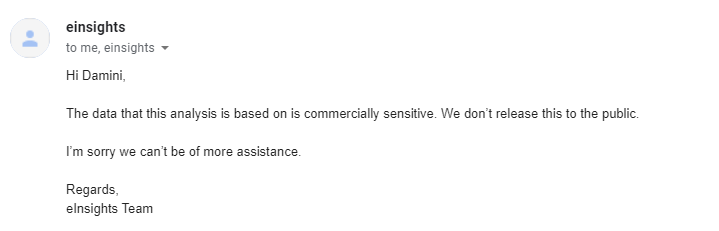 einsights
to me, einsights
Hi Damini,
The data that this analysis is based on is commercially sensitive. We don't release this to the public.
I'm sorry we can't be of more assistance.
Regards,
eInsights Team